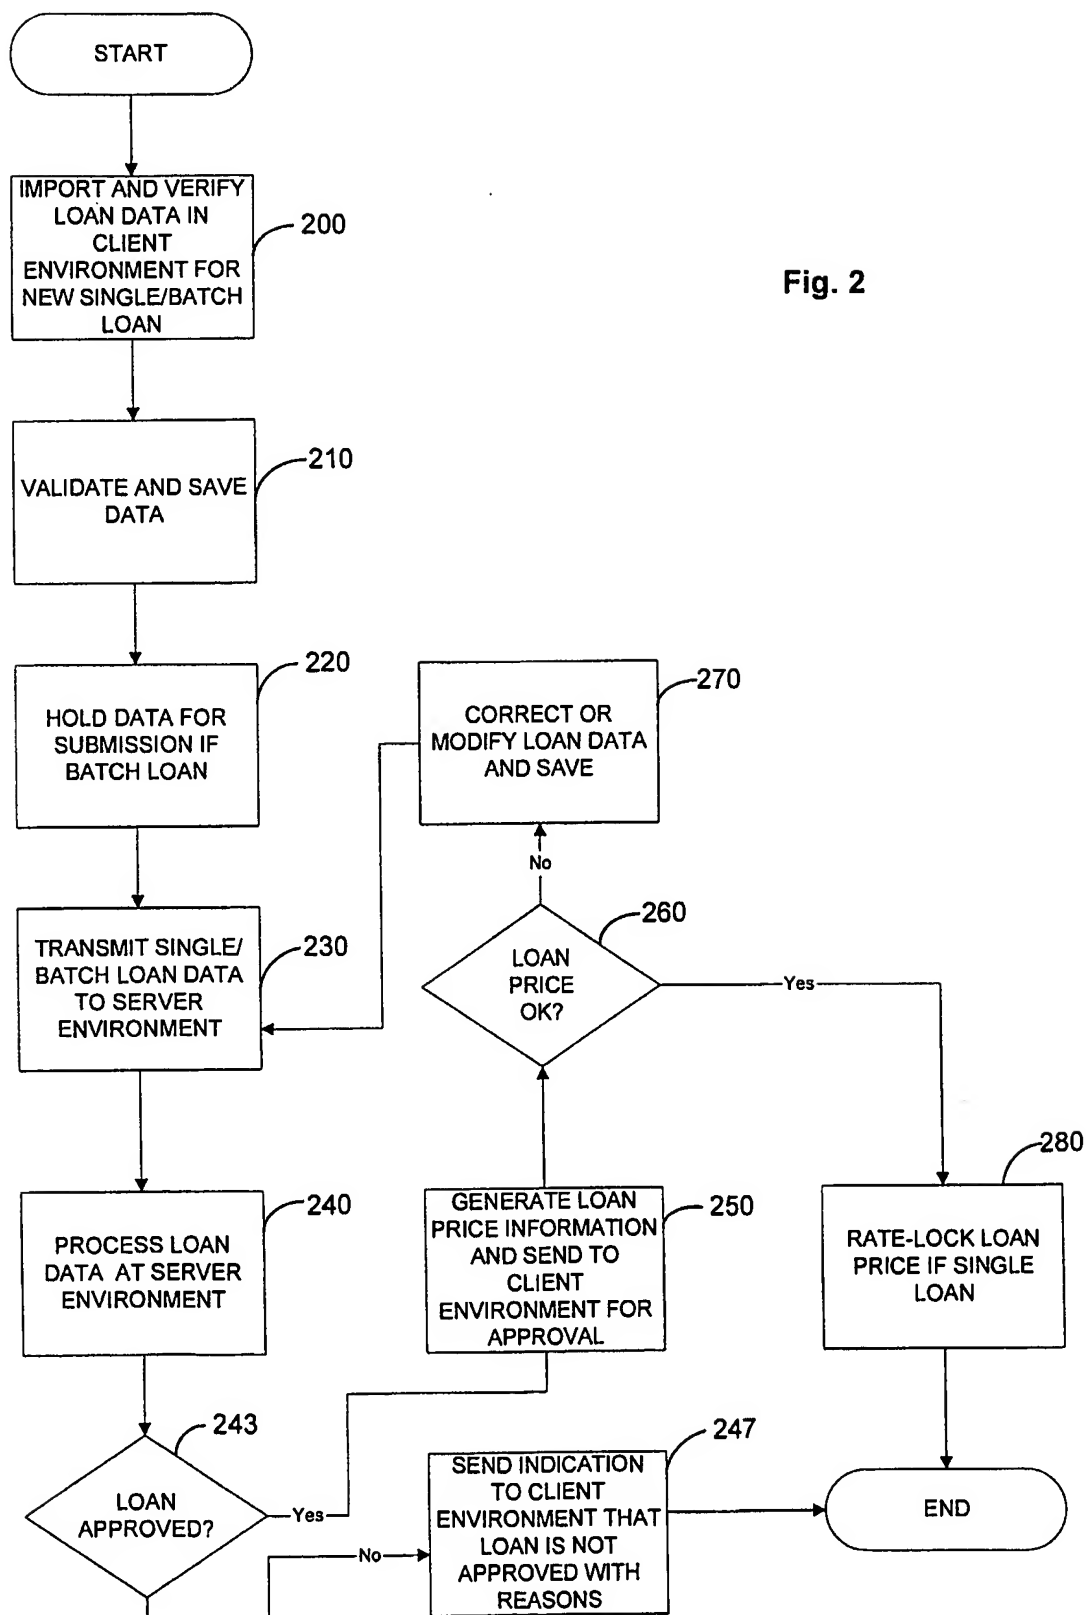 START
IMPORT AND VERIFY
LOAN DATA IN
CLIENT
ENVIRONMENT FOR
NEW SINGLE/BATCH
LOAN
200
Fig. 2
VALIDATE AND SAVE
DATA
210
HOLD DATA FOR
SUBMISSION IF
BATCH LOAN
220
CORRECT OR
MODIFY LOAN DATA
AND SAVE
270
No
TRANSMIT SINGLE/
BATCH LOAN DATA
TO SERVER
ENVIRONMENT
230
LOAN
PRICE
OK?
260
Yes
PROCESS LOAN
DATA AT SERVER
ENVIRONMENT
240
GENERATE LOAN
PRICE INFORMATION
AND SEND TO
CLIENT
ENVIRONMENT FOR
APPROVAL
250
RATE-LOCK LOAN
PRICE IF SINGLE
LOAN
280
LOAN
APPROVED?
243
Yes
No
SEND INDICATION
TO CLIENT
ENVIRONMENT THAT
LOAN IS NOT
APPROVED WITH
REASONS
247
END